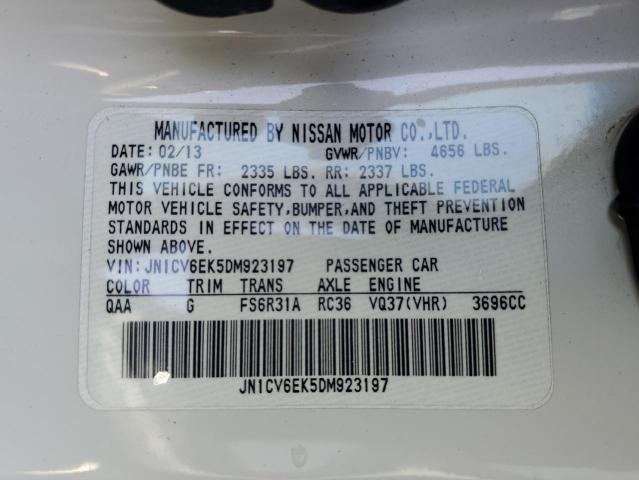 MANUFACTURED BY NISSAN MOTOR CO.,LTD.
DATE: 02/13 GVWR/PNBV: 4656 LBS.
GAWR/PNBE FR: 2335 LBS. RR: 2337 LBS.
THIS VEHICLE CONFORMS TO ALL APPLICABLE FEDERAL
MOTOR VEHICLE SAFETY,BUMPER,AND THEFT PREVENTION
STANDARDS IN EFFECT ON THE DATE OF MANUFACTURE
SHOWN ABOVE.
VIN:JN1CV6EK5DM923197 PASSENGER CAR
COLOR TRIM TRANS AXLE ENGINE
QAA G FS6R31A RC36 VQ37(VHR) 3696CC
JN1CV6EK5DM923197